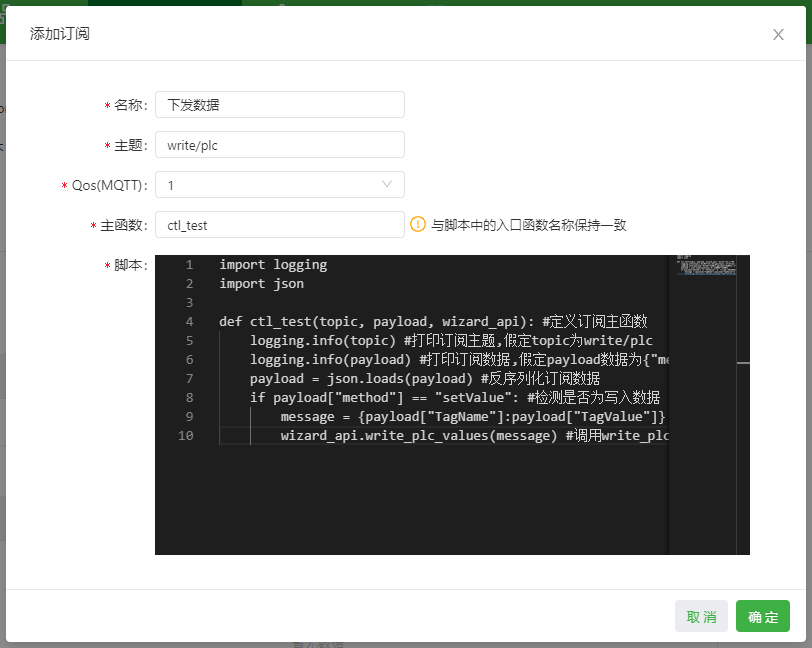 添加订阅
* 名称: 下发数据
* 主题: write/plc
* Qos(MQTT): 1
* 主函数: ctl_test 与脚本中的入口函数名称保持一致
* 脚本:
1 import logging
2 import json
3
4 def ctl_test(topic, payload, wizard_api): #定义订阅主函数
5 logging.info(topic) #打印订阅主题,假定topic为write/plc
6 logging.info(payload) #打印订阅数据,假定payload数据为{"me
7 payload = json.loads(payload) #反序列化订阅数据
8 if payload["method"] == "setValue": #检测是否为写入数据
9 message = {payload["TagName"]:payload["TagValue"]}
10 wizard_api.write_plc_values(message) #调用write_plc
取消 确定